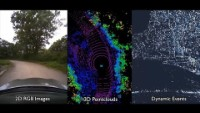 2D RGB Images
3D Pointclouds
Dynamic Events